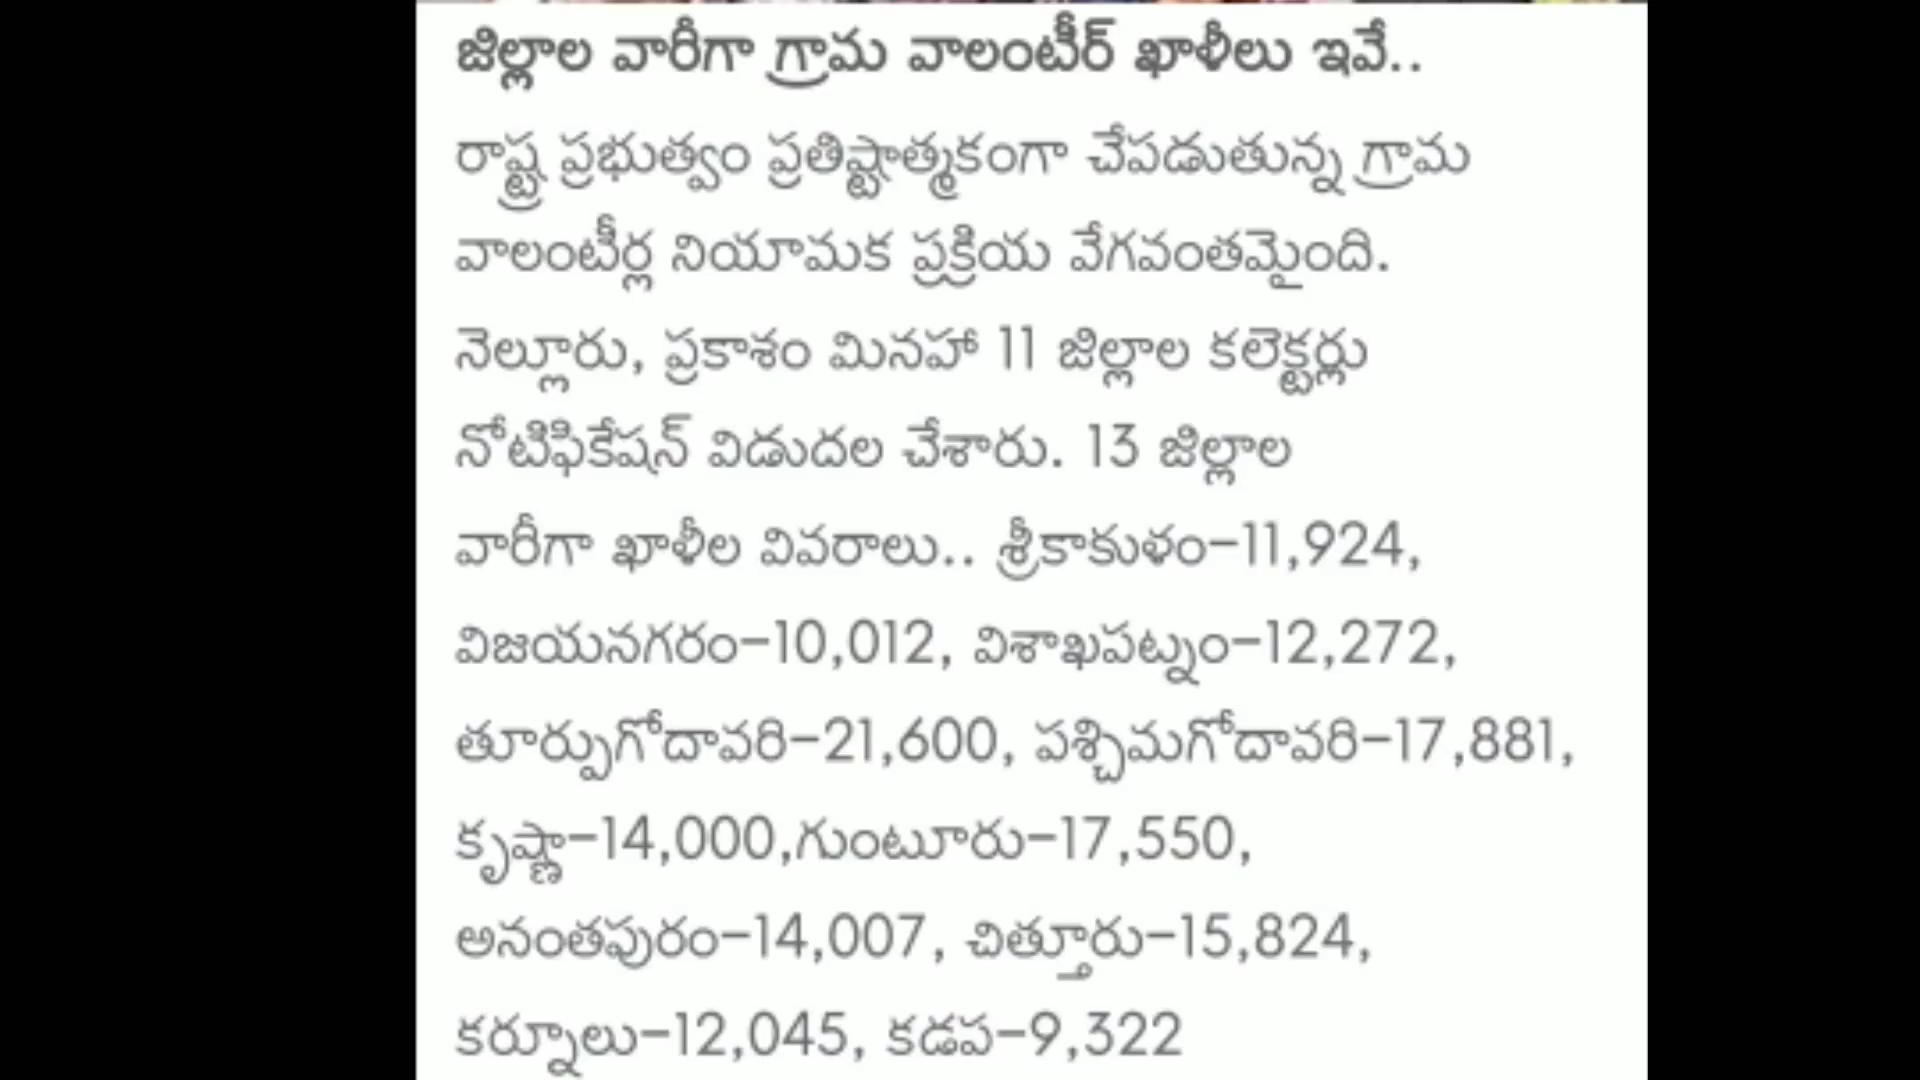 జిల్లాల వారీగా గ్రామ వాలంటీర్ ఖాళీలు ఇవే..
రాష్ట్ర ప్రభుత్వం ప్రతిష్టాత్మకంగా చేపడుతున్న గ్రామ
వాలంటీర్ల నియామక ప్రక్రియ వేగవంతమైంది.
నెల్లూరు, ప్రకాశం మినహా 11 జిల్లాల కలెక్టర్లు
నోటిఫికేషన్ విడుదల చేశారు. 13 జిల్లాల
వారీగా ఖాళీల వివరాలు.. శ్రీకాకుళం–11,924,
విజయనగరం–10,012, విశాఖపట్నం–12,272,
తూర్పుగోదావరి–21,600, పశ్చిమగోదావరి–17,881,
కృష్ణా–14,000,గుంటూరు–17,550,
అనంతపురం–14,007, చిత్తూరు–15,824,
కర్నూలు–12,045, కడప–9,322